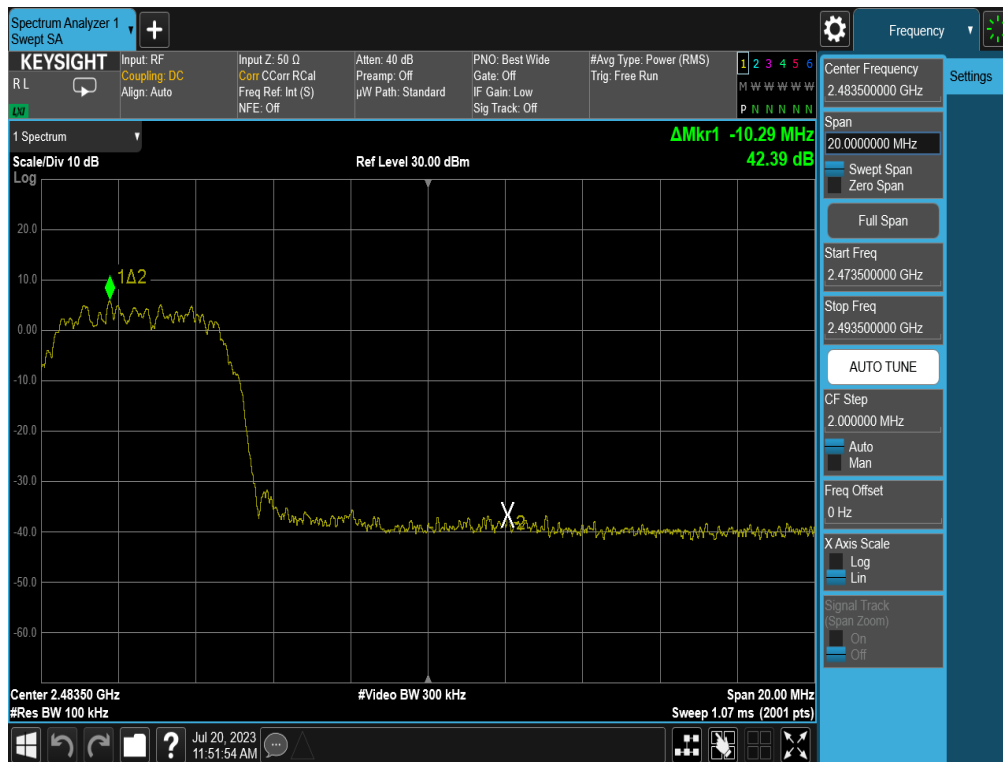 Spectrum Analyzer 1
Swept SA
Frequency
KEYSIGHT
R L
LXI
Input: RF
Coupling: DC
Align: Auto
Input Z: 50 Ω
Corr CCorr RCal
Freq Ref: Int (S)
NFE: Off
Atten: 40 dB
Preamp: Off
µW Path: Standard
PNO: Best Wide
Gate: Off
IF Gain: Low
Sig Track: Off
#Avg Type: Power (RMS)
Trig: Free Run
1 2 3 4 5 6
M W W W W W
P N N N N N
1 Spectrum
ΔMkr1 -10.29 MHz
42.39 dB
Scale/Div 10 dB
Ref Level 30.00 dBm
Log
20.0
10.0
0.00
-10.0
-20.0
-30.0
-40.0
-50.0
-60.0
1Δ2
X2
Center 2.48350 GHz
#Video BW 300 kHz
Span 20.00 MHz
#Res BW 100 kHz
Sweep 1.07 ms (2001 pts)
Jul 20, 2023
11:51:54 AM
Center Frequency
2.483500000 GHz
Settings
Span
20.0000000 MHz
Swept Span
Zero Span
Full Span
Start Freq
2.473500000 GHz
Stop Freq
2.493500000 GHz
AUTO TUNE
CF Step
2.000000 MHz
Auto
Man
Freq Offset
0 Hz
X Axis Scale
Log
Lin
Signal Track
(Span Zoom)
On
Off